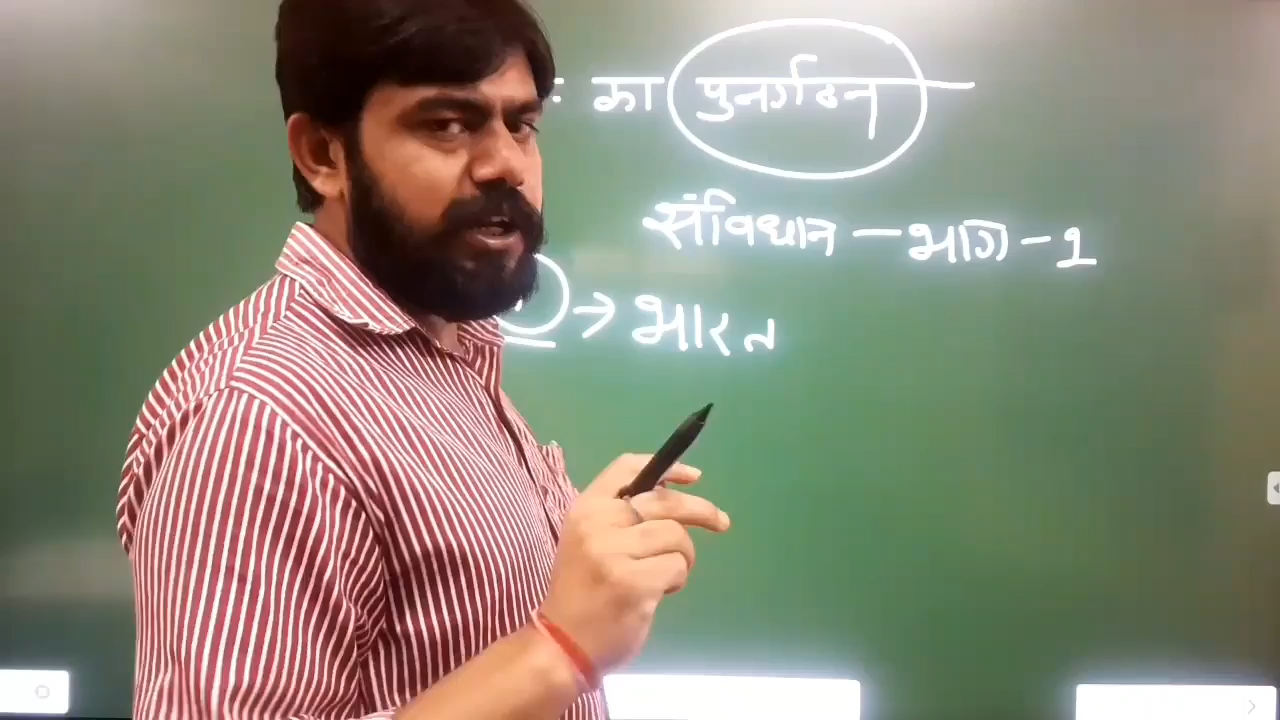 का पुनर्गठन
संविधान - भाग - 1
→ भारत